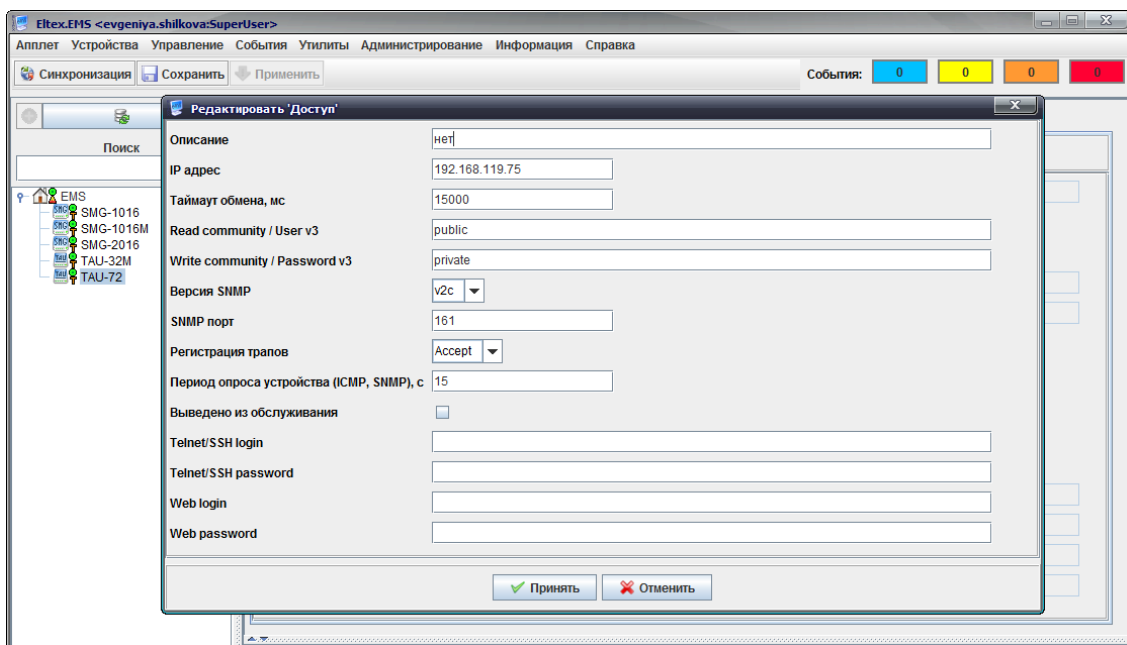 Eltex.EMS <evgeniya.shilkova:SuperUser>
Апплет Устройства Управление События Утилиты Администрирование Информация Справка
Синхронизация Сохранить Применить События: 0 0 0 0
Поиск
EMS
SMG-1016
SMG-1016M
SMG-2016
TAU-32M
TAU-72
Редактировать 'Доступ'
Описание нет
IP адрес 192.168.119.75
Таймаут обмена, мс 15000
Read community / User v3 public
Write community / Password v3 private
Версия SNMP v2c
SNMP порт 161
Регистрация трапов Accept
Период опроса устройства (ICMP, SNMP), с 15
Выведено из обслуживания
Telnet/SSH login
Telnet/SSH password
Web login
Web password
Принять Отменить